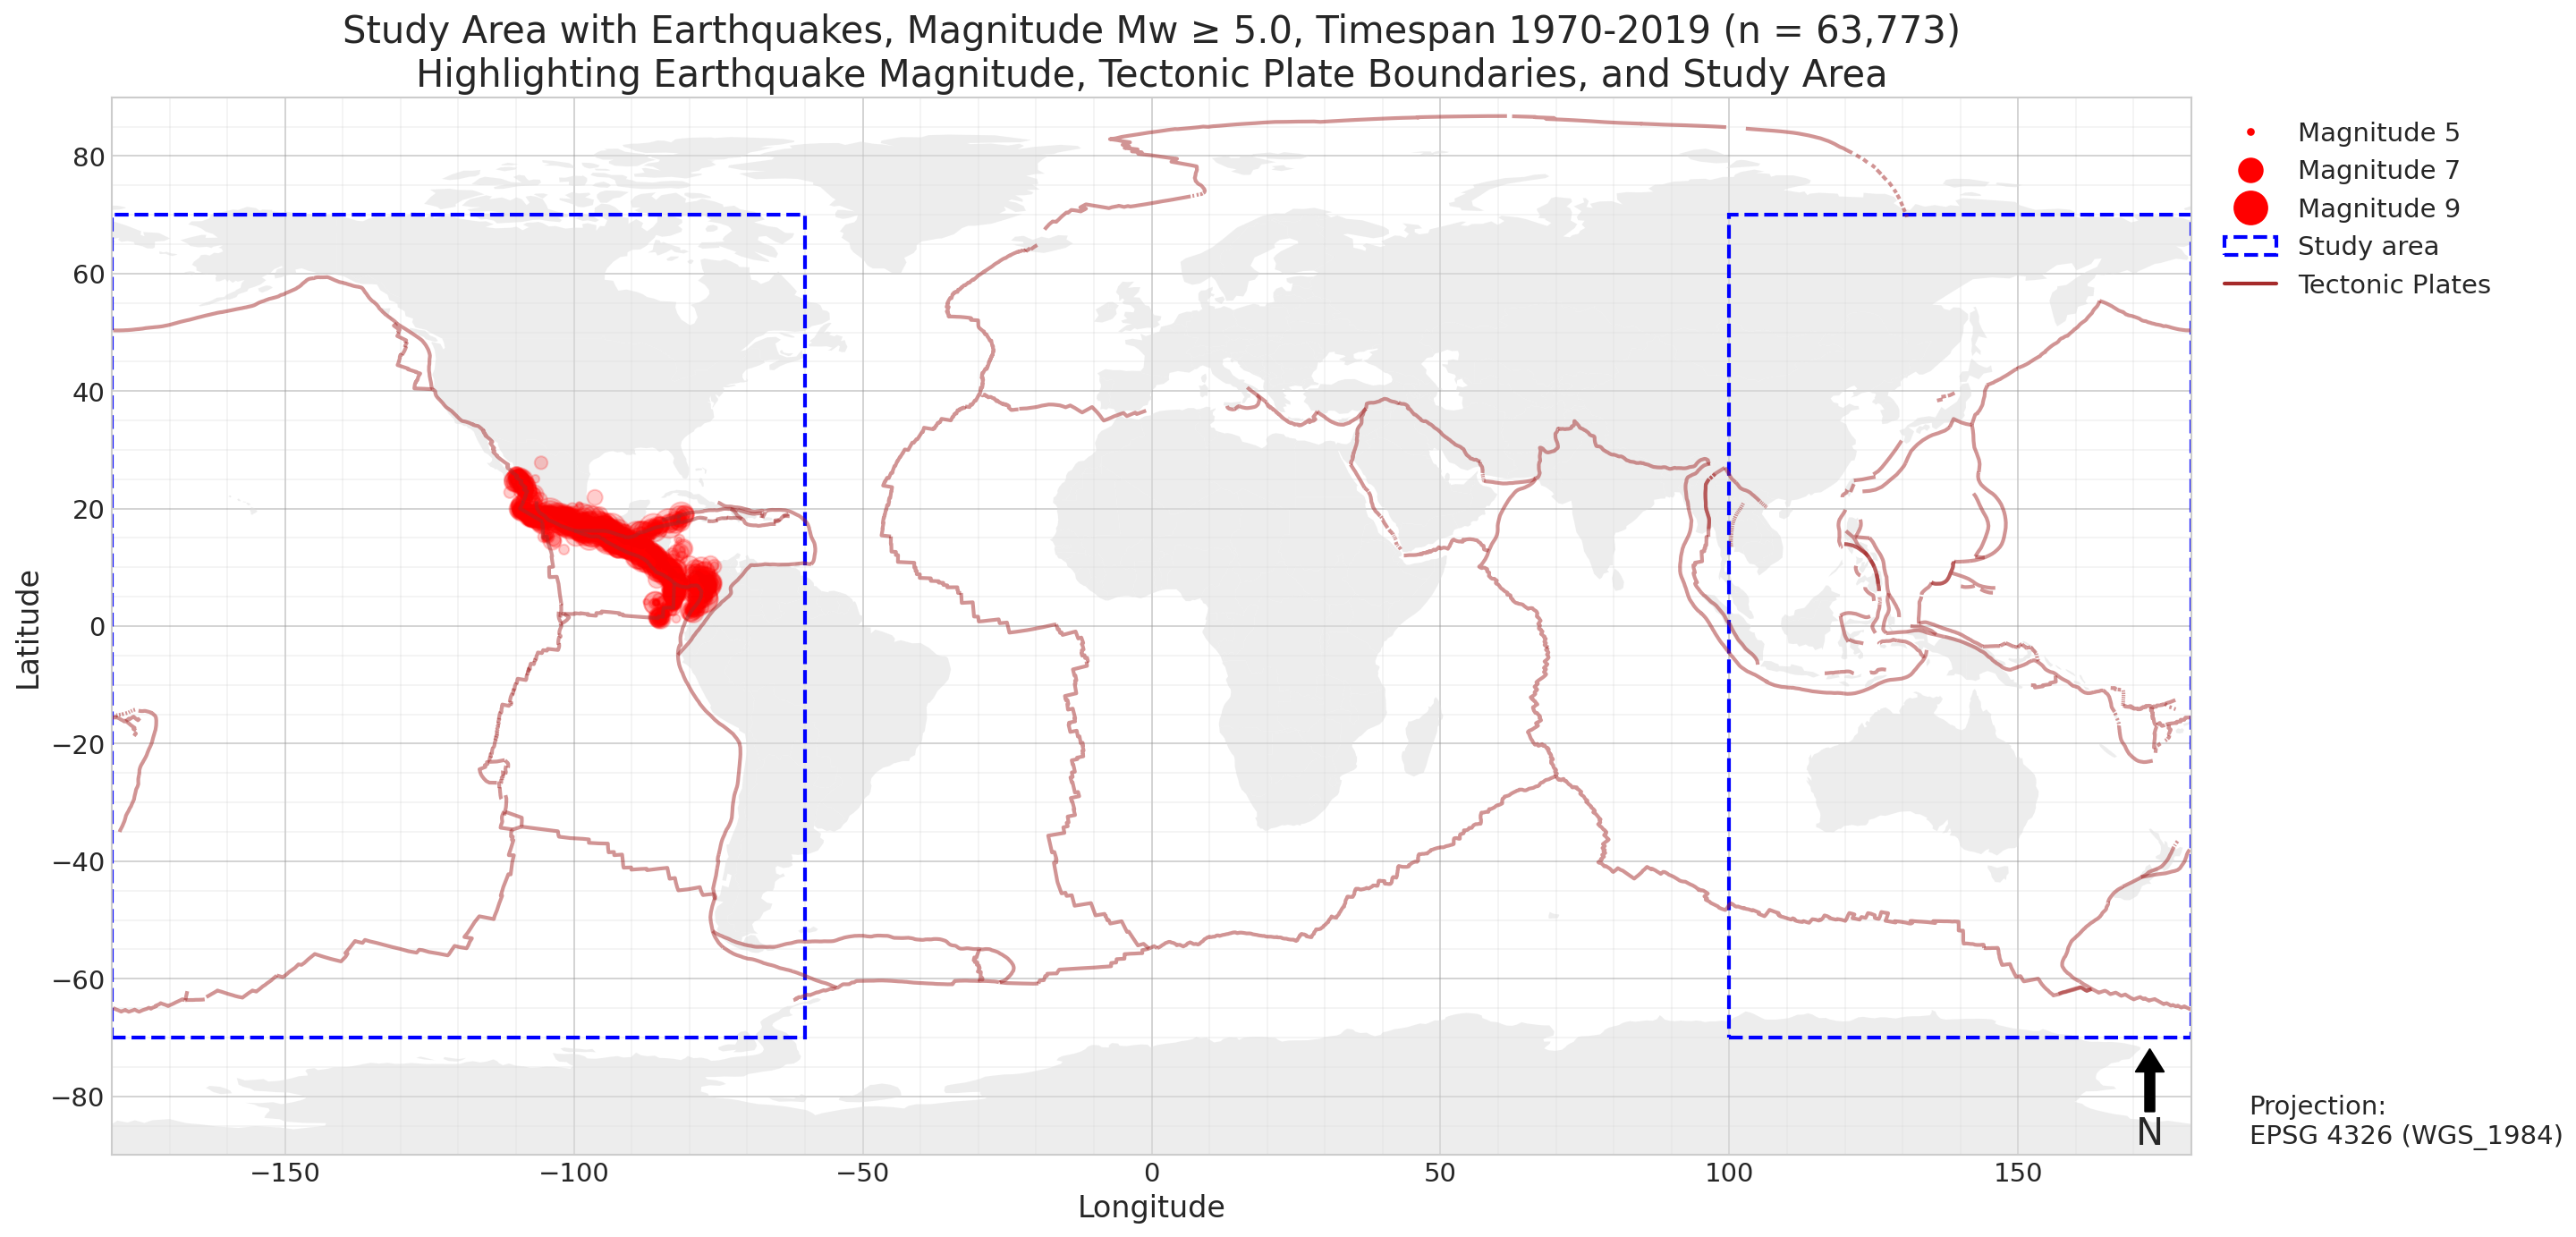 Study Area with Earthquakes, Magnitude Mw ≥ 5.0, Timespan 1970-2019 (n = 63,773)
Highlighting Earthquake Magnitude, Tectonic Plate Boundaries, and Study Area
Magnitude 5
Magnitude 7
Magnitude 9
Study area
Tectonic Plates
80
60
40
20
0
−20
−40
−60
−80
Latitude
N
Projection:
EPSG 4326 (WGS_1984)
−150
−100
−50
0
50
100
150
Longitude